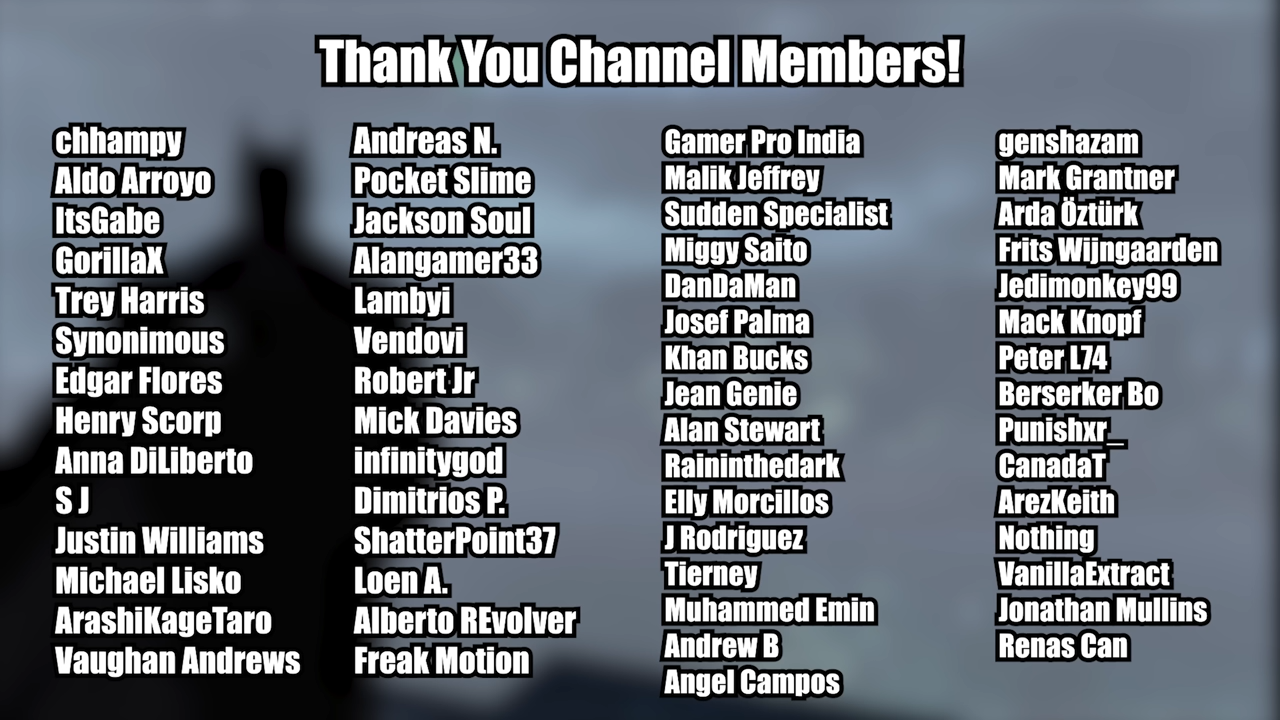 Thank You Channel Members!
chhampy
Aldo Arroyo
ItsGabe
GorillaX
Trey Harris
Synonimous
Edgar Flores
Henry Scorp
Anna DiLiberto
S J
Justin Williams
Michael Lisko
ArashiKageTaro
Vaughan Andrews
Andreas N.
Pocket Slime
Jackson Soul
Alangamer33
Lambyi
Vendovi
Robert Jr
Mick Davies
infinitygod
Dimitrios P.
ShatterPoint37
Loen A.
Alberto REvolver
Freak Motion
Gamer Pro India
Malik Jeffrey
Sudden Specialist
Miggy Saito
DanDaMan
Josef Palma
Khan Bucks
Jean Genie
Alan Stewart
Raininthedark
Elly Morcillos
J Rodriguez
Tierney
Muhammed Emin
Andrew B
Angel Campos
genshazam
Mark Grantner
Arda Öztürk
Frits Wijngaarden
Jedimonkey99
Mack Knopf
Peter L74
Berserker Bo
Punishxr_
CanadaT
ArezKeith
Nothing
VanillaExtract
Jonathan Mullins
Renas Can